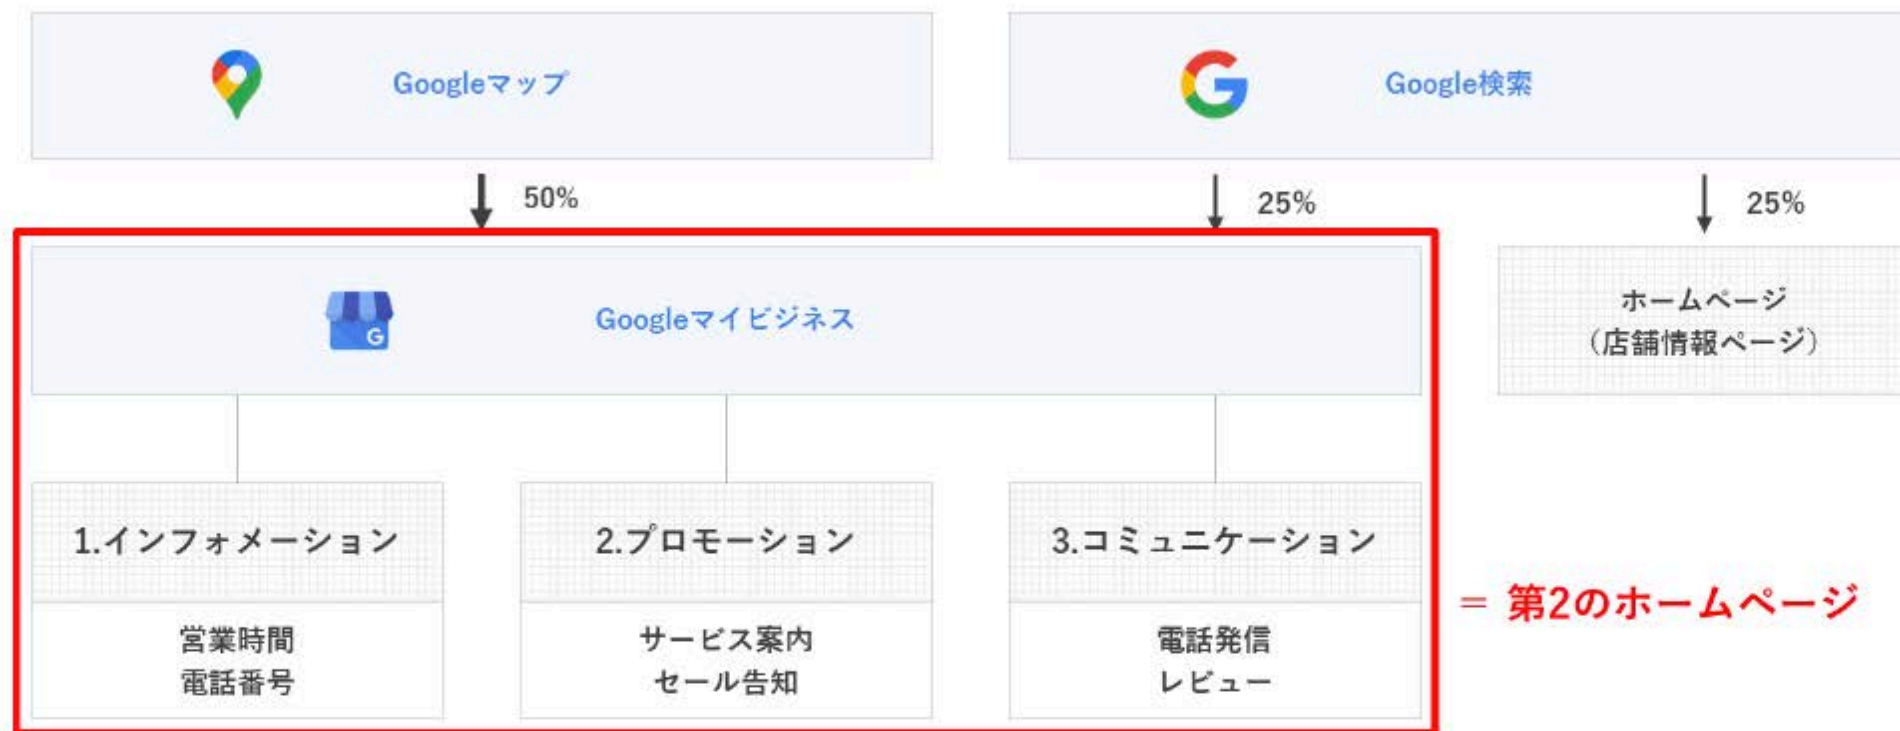 Googleマップ
Google検索
50%
25%
25%
Googleマイビジネス
ホームページ
（店舗情報ページ）
1.インフォメーション
2.プロモーション
3.コミュニケーション
営業時間
電話番号
サービス案内
セール告知
電話発信
レビュー
= 第2のホームページ